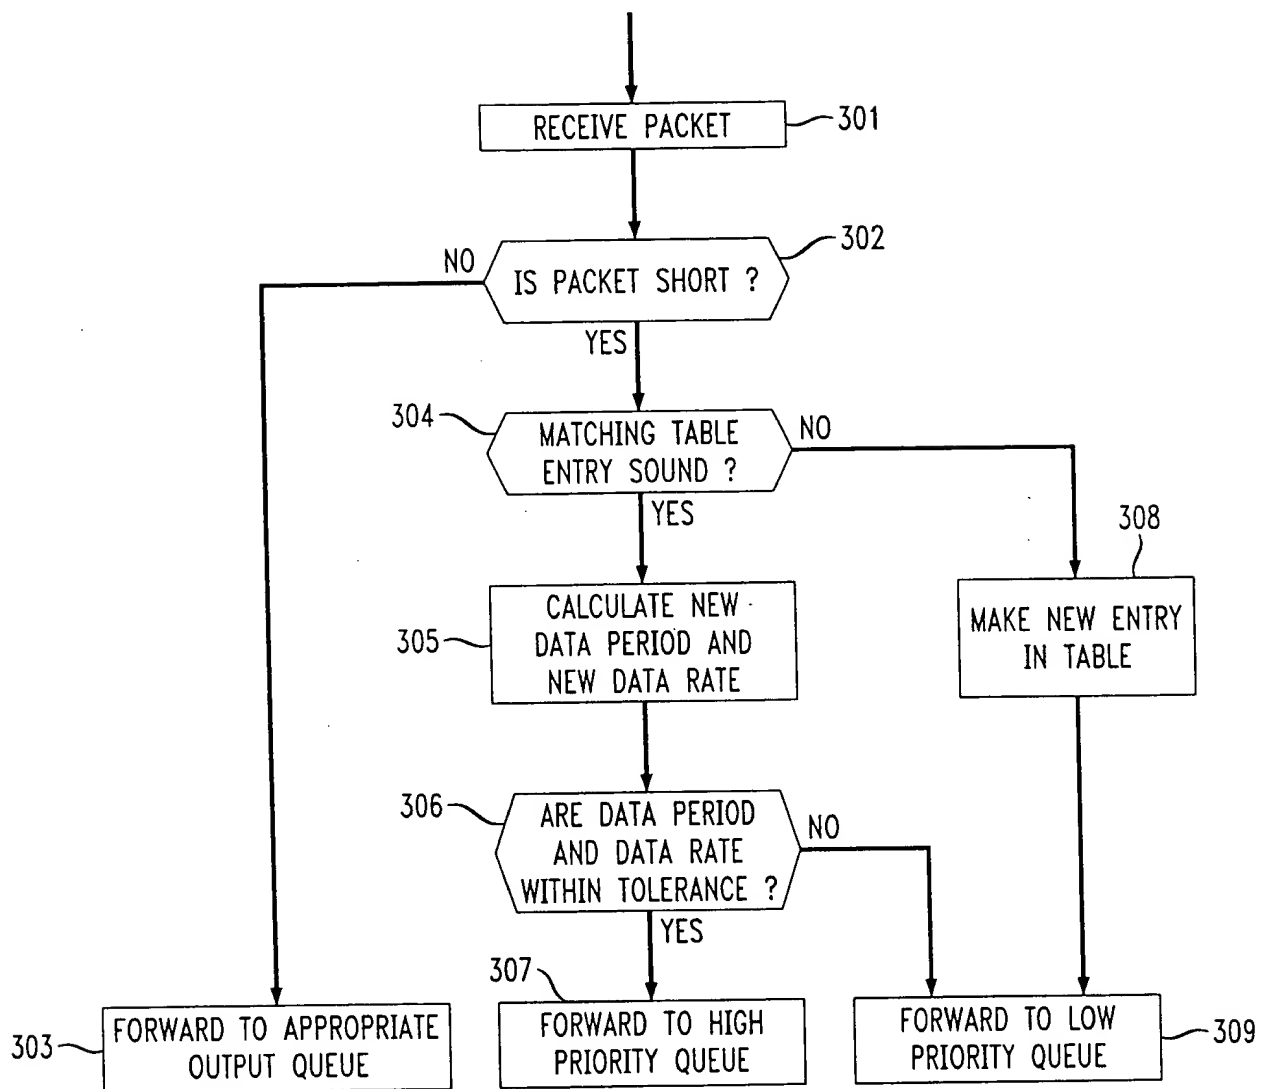 RECEIVE PACKET
301
302
NO
IS PACKET SHORT ?
YES
304
MATCHING TABLE
ENTRY SOUND ?
NO
YES
308
CALCULATE NEW
DATA PERIOD AND
NEW DATA RATE
305
MAKE NEW ENTRY
IN TABLE
306
ARE DATA PERIOD
AND DATA RATE
WITHIN TOLERANCE ?
NO
YES
307
303
FORWARD TO APPROPRIATE
OUTPUT QUEUE
FORWARD TO HIGH
PRIORITY QUEUE
FORWARD TO LOW
PRIORITY QUEUE
309